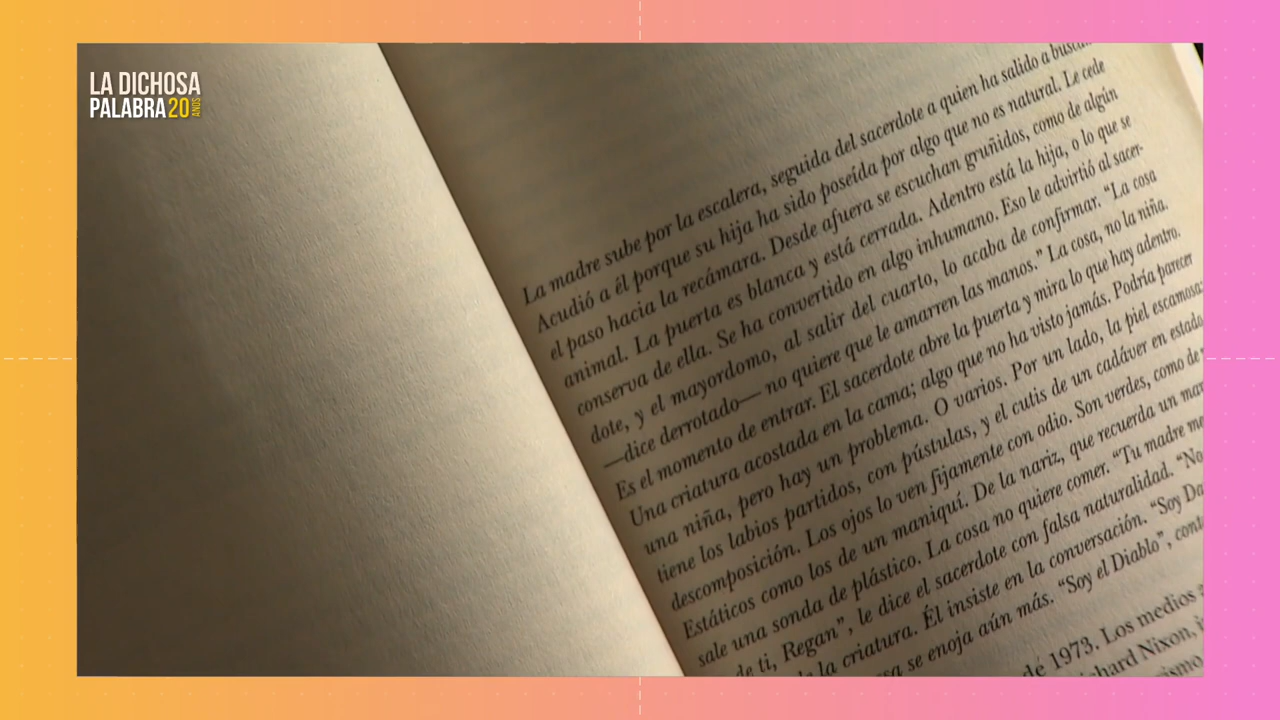 LA DICHOSA
PALABRA 20 AÑOS
La madre sube por la escalera, seguida del sacerdote a quien ha salido a
Acudió a él porque su hija ha sido poseída por algo que no es natural. Le cede
el paso hacia la recámara. Desde afuera se escuchan gruñidos, como de algún
animal. La puerta es blanca y está cerrada. Adentro está la hija, o lo que se
conserva de ella. Se ha convertido en algo inhumano. Eso le advirtió al sacer-
dote, y el mayordomo, al salir del cuarto, lo acaba de confirmar. “La cosa
—dice derrotado— no quiere que le amarren las manos.” La cosa, no la niña.
Es el momento de entrar. El sacerdote abre la puerta y mira lo que hay adentro.
Una criatura acostada en la cama; algo que no ha visto jamás. Podría parecer
una niña, pero hay un problema. O varios. Por un lado, la piel escamosa:
tiene los labios partidos, con pústulas, y el cutis de un cadáver en estado
descomposición. Los ojos lo ven fijamente con odio. Son verdes, como de
Estáticos como los de un maniquí. De la nariz, que recuerda un
sale una sonda de plástico. La cosa no quiere comer. “Tu madre me
de ti, Regan”, le dice el sacerdote con falsa naturalidad. “No
de la criatura. Él insiste en la conversación. “Soy
se enoja aún más. “Soy el Diablo”,
de 1973. Los medios
Nixon,